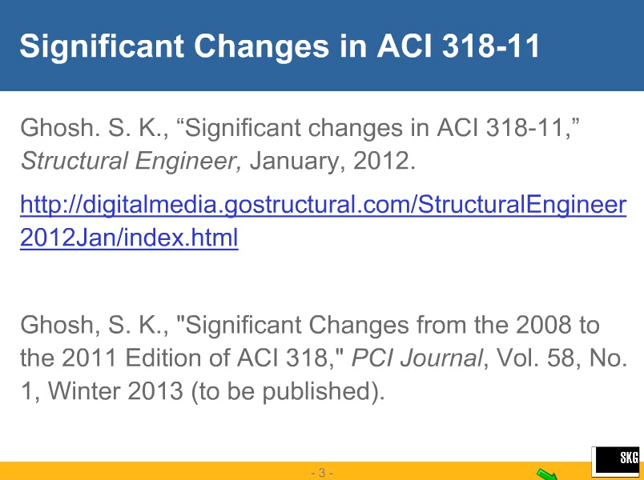 Significant Changes in ACI 318-11
Ghosh. S. K., “Significant changes in ACI 318-11,”
Structural Engineer, January, 2012.
http://digitalmedia.gostructural.com/StructuralEngineer
2012Jan/index.html
Ghosh, S. K., "Significant Changes from the 2008 to
the 2011 Edition of ACI 318," PCI Journal, Vol. 58, No.
1, Winter 2013 (to be published).
- 3 -
SKG